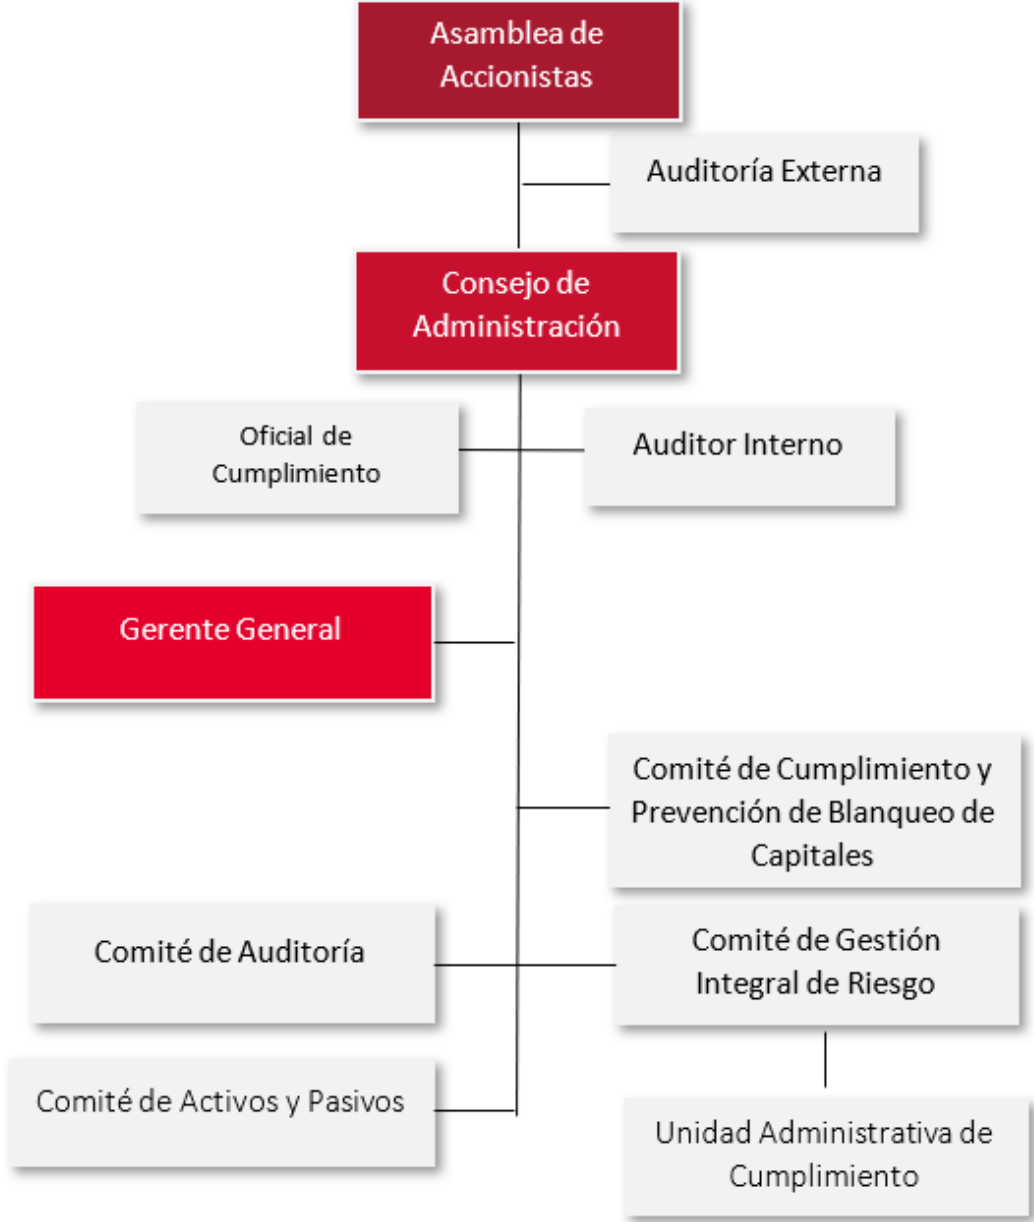 Asamblea de
Accionistas
Auditoría Externa
Consejo de
Administración
Oficial de
Cumplimiento
Auditor Interno
Gerente General
Comité de Cumplimiento y
Prevención de Blanqueo de
Capitales
Comité de Auditoría
Comité de Gestión
Integral de Riesgo
Comité de Activos y Pasivos
Unidad Administrativa de
Cumplimiento